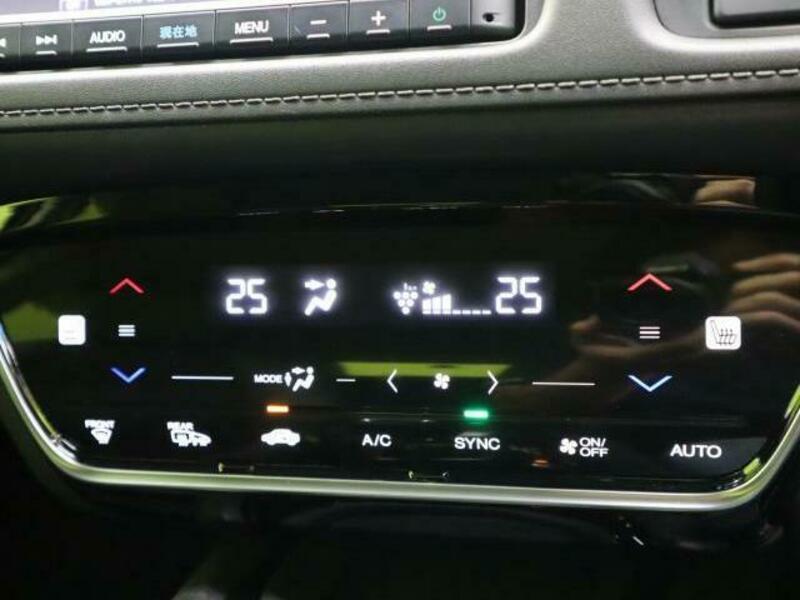 AUDIO 現在地 MENU − +
25 25
MODE
FRONT REAR A/C SYNC ON/OFF AUTO